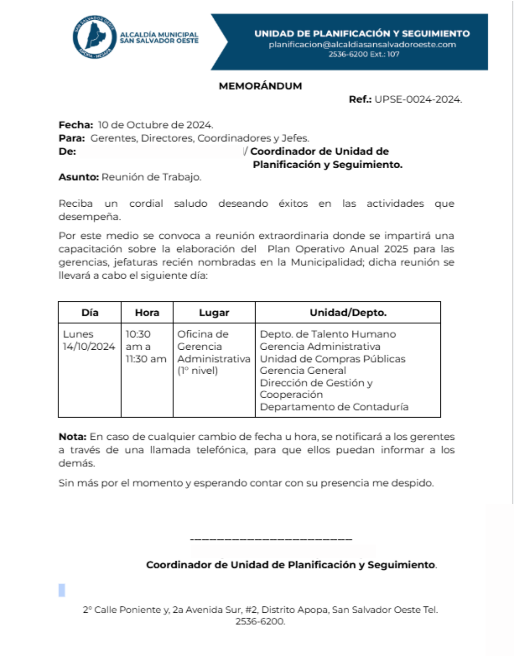 ALCALDÍA MUNICIPAL
SAN SALVADOR OESTE
UNIDAD DE PLANIFICACIÓN Y SEGUIMIENTO
planificacion@alcaldiasansalvadoroeste.com
2536-6200 Ext.: 107
MEMORÁNDUM
Ref.: UPSE-0024-2024.
Fecha: 10 de Octubre de 2024.
Para: Gerentes, Directores, Coordinadores y Jefes.
De: / Coordinador de Unidad de
Planificación y Seguimiento.
Asunto: Reunión de Trabajo.
Reciba un cordial saludo deseando éxitos en las actividades que
desempeña.
Por este medio se convoca a reunión extraordinaria donde se impartirá una
capacitación sobre la elaboración del Plan Operativo Anual 2025 para las
gerencias, jefaturas recién nombradas en la Municipalidad; dicha reunión se
llevará a cabo el siguiente día:
Día Hora Lugar Unidad/Depto.
Lunes
14/10/2024
10:30
am a
11:30 am
Oficina de
Gerencia
Administrativa
(1° nivel)
Depto. de Talento Humano
Gerencia Administrativa
Unidad de Compras Públicas
Gerencia General
Dirección de Gestión y
Cooperación
Departamento de Contaduría
Nota: En caso de cualquier cambio de fecha u hora, se notificará a los gerentes
a través de una llamada telefónica, para que ellos puedan informar a los
demás.
Sin más por el momento y esperando contar con su presencia me despido.
Coordinador de Unidad de Planificación y Seguimiento.
2° Calle Poniente y, 2a Avenida Sur, #2, Distrito Apopa, San Salvador Oeste Tel.
2536-6200.